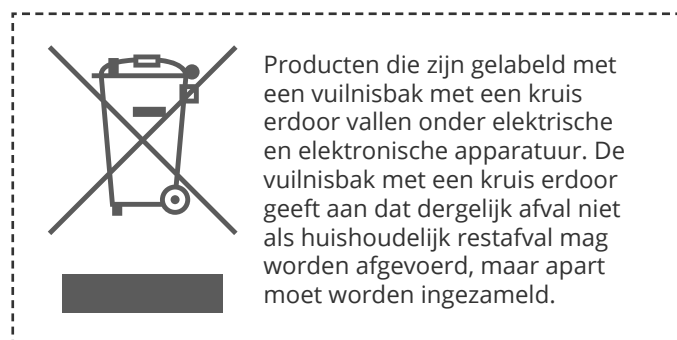 Producten die zijn gelabeld met
een vuilnisbak met een kruis
erdoor vallen onder elektrische
en elektronische apparatuur. De
vuilnisbak met een kruis erdoor
geeft aan dat dergelijk afval niet
als huishoudelijk restafval mag
worden afgevoerd, maar apart
moet worden ingezameld.